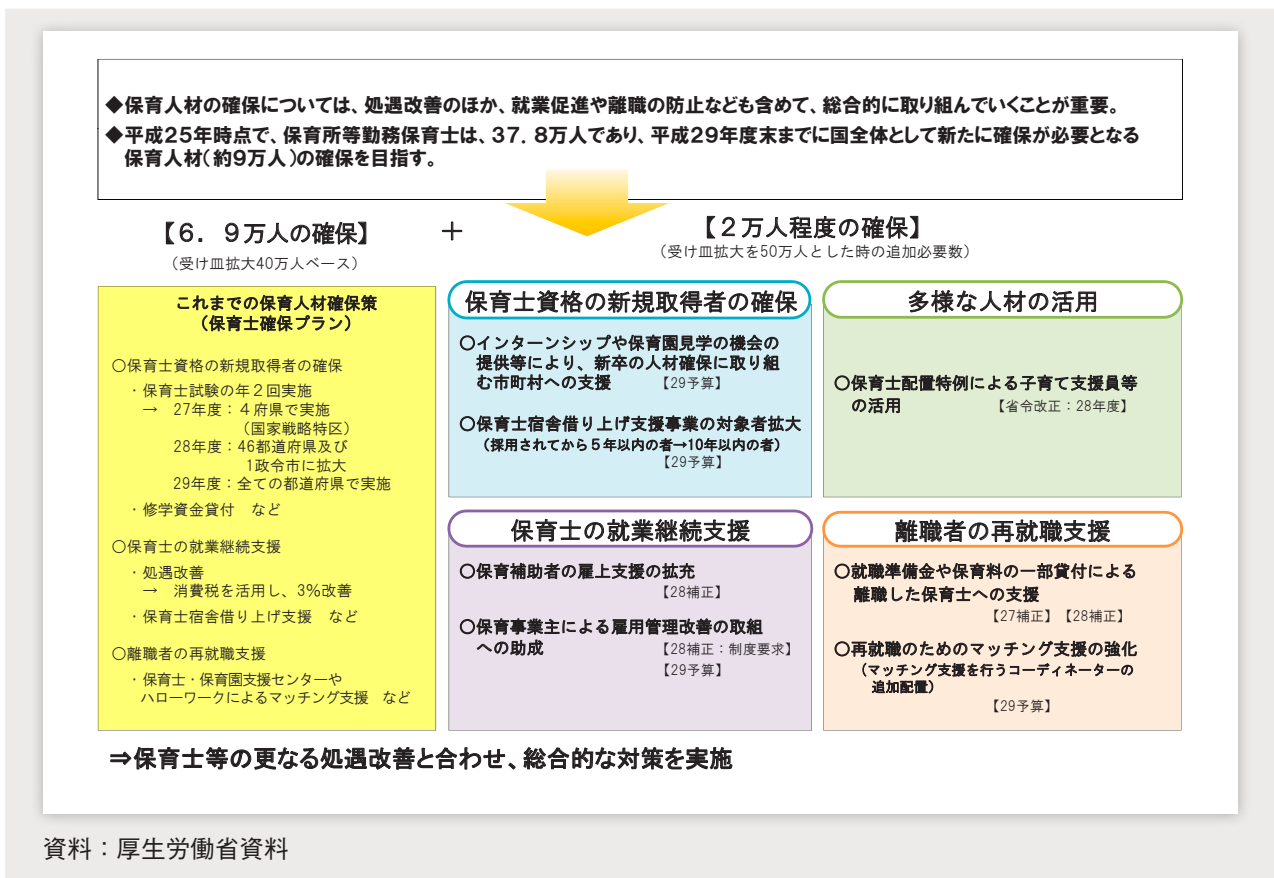 ◆保育人材の確保については、処遇改善のほか、就業促進や離職の防止なども含めて、総合的に取り組んでいくことが重要。
◆平成25年時点で、保育所等勤務保育士は、37.8万人であり、平成29年度末までに国全体として新たに確保が必要となる
保育人材(約9万人)の確保を目指す。
【6.9万人の確保】
(受け皿拡大40万人ベース)
+
【2万人程度の確保】
(受け皿拡大を50万人とした時の追加必要数)
これまでの保育人材確保策
(保育士確保プラン)
○保育士資格の新規取得者の確保
・保育士試験の年2回実施
→ 27年度:4府県で実施
(国家戦略特区)
28年度:46都道府県及び
1政令市に拡大
29年度:全ての都道府県で実施
・修学資金貸付 など
○保育士の就業継続支援
・処遇改善
→ 消費税を活用し、3%改善
・保育士宿舎借り上げ支援 など
○離職者の再就職支援
・保育士・保育園支援センターや
ハローワークによるマッチング支援 など
保育士資格の新規取得者の確保
○インターンシップや保育園見学の機会の
提供等により、新卒の人材確保に取り組
む市町村への支援 【29予算】
○保育士宿舎借り上げ支援事業の対象者拡大
(採用されてから5年以内の者→10年以内の者)
【29予算】
多様な人材の活用
○保育士配置特例による子育て支援員等
の活用 【省令改正:28年度】
保育士の就業継続支援
○保育補助者の雇上支援の拡充
【28補正】
○保育事業主による雇用管理改善の取組
への助成 【28補正:制度要求】
【29予算】
離職者の再就職支援
○就職準備金や保育料の一部貸付による
離職した保育士への支援
【27補正】【28補正】
○再就職のためのマッチング支援の強化
(マッチング支援を行うコーディネーターの
追加配置)
【29予算】
⇒保育士等の更なる処遇改善と合わせ、総合的な対策を実施
資料:厚生労働省資料